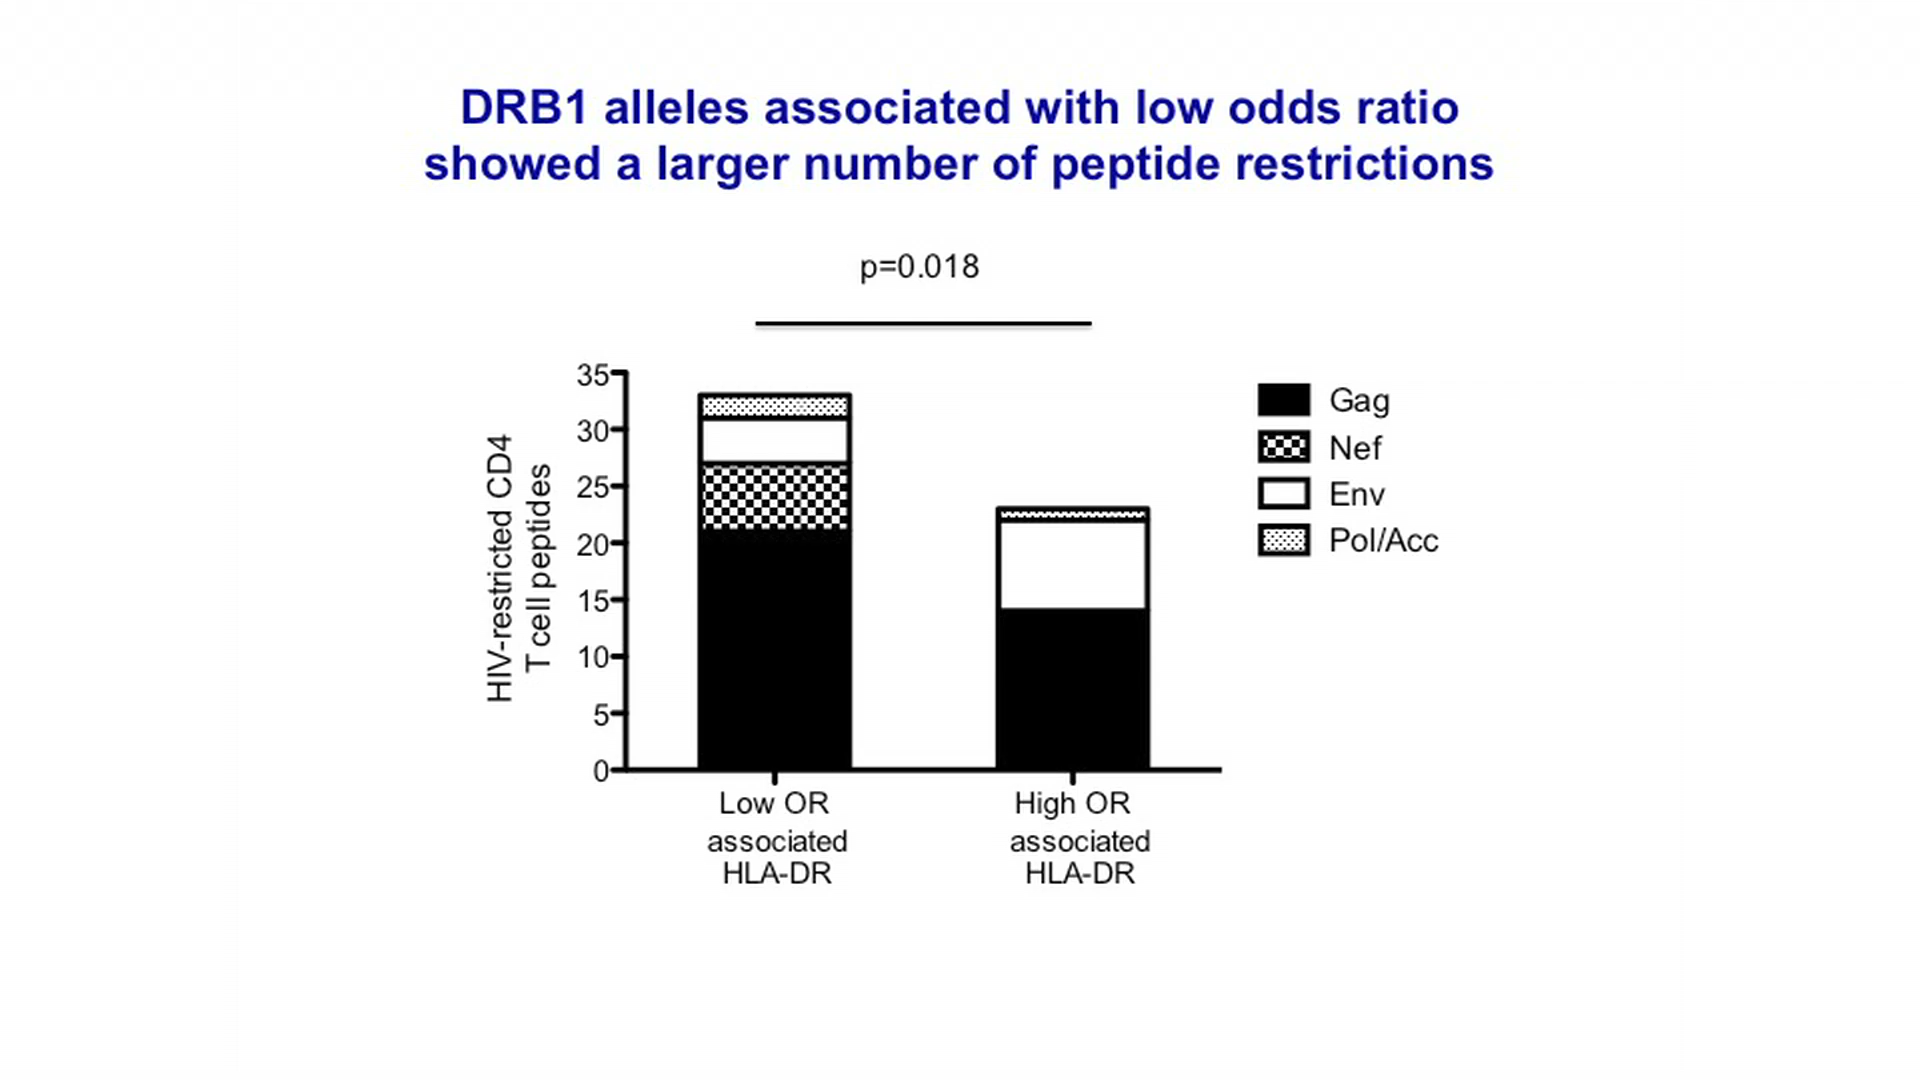 DRB1 alleles associated with low odds ratio
showed a larger number of peptide restrictions
p=0.018
HIV-restricted CD4
T cell peptides
35
30
25
20
15
10
5
0
Low OR
associated
HLA-DR
High OR
associated
HLA-DR
Gag
Nef
Env
Pol/Acc